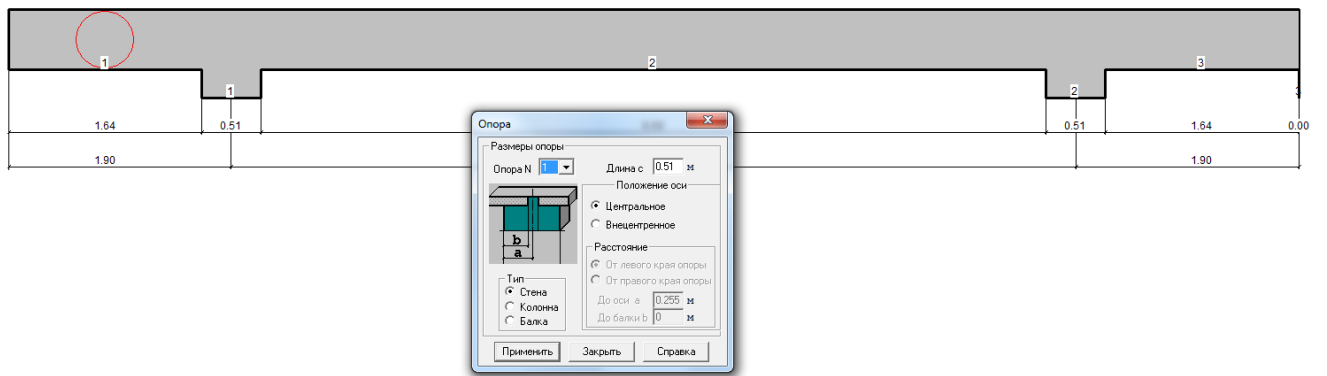 1
2
3
1
2
3
1.64
0.51
0.51
1.64
0.00
1.90
1.90
Опора
Размеры опоры
Опора N 1
Длина c 0.51 м
Положение оси
Центральное
Внецентренное
b
a
Расстояние
От левого края опоры
От правого края опоры
До оси a 0.255 м
До балки b 0 м
Тип
Стена
Колонна
Балка
Применить
Закрыть
Справка